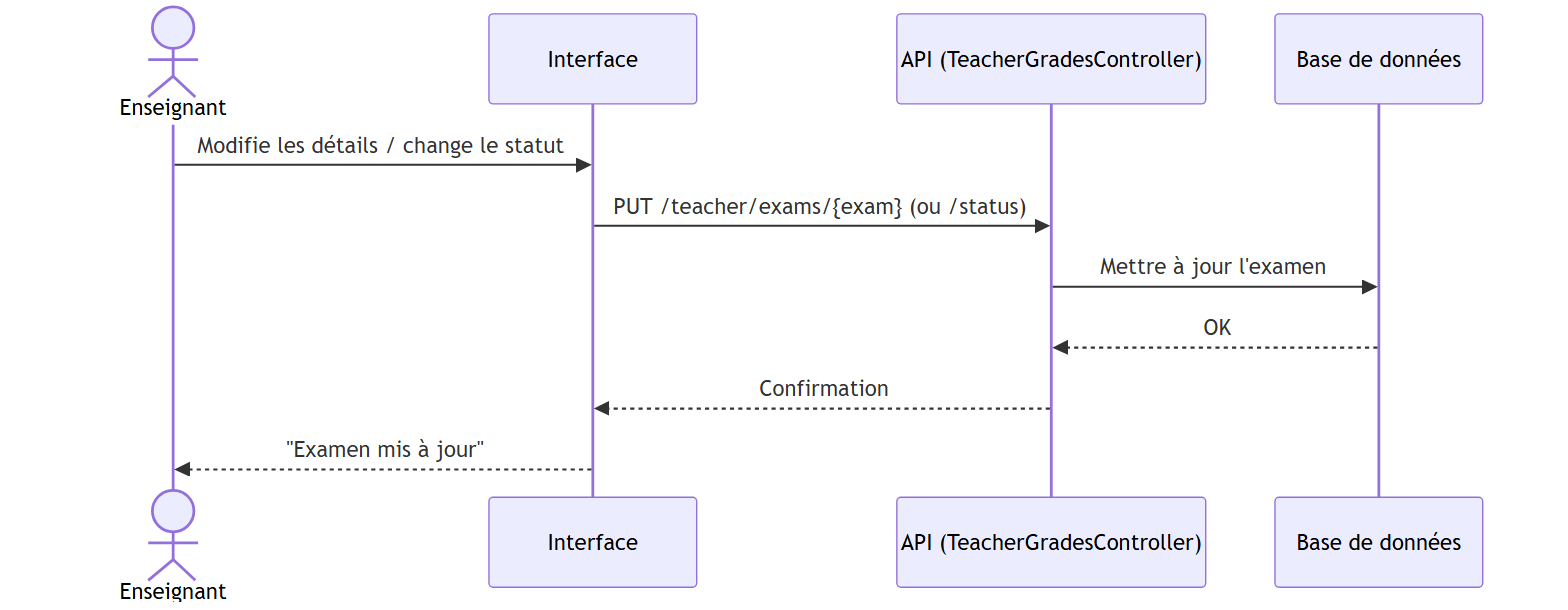 Enseignant
Interface
API (TeacherGradesController)
Base de données
Modifie les détails / change le statut
PUT /teacher/exams/{exam} (ou /status)
Mettre à jour l'examen
OK
Confirmation
"Examen mis à jour"
Enseignant
Interface
API (TeacherGradesController)
Base de données